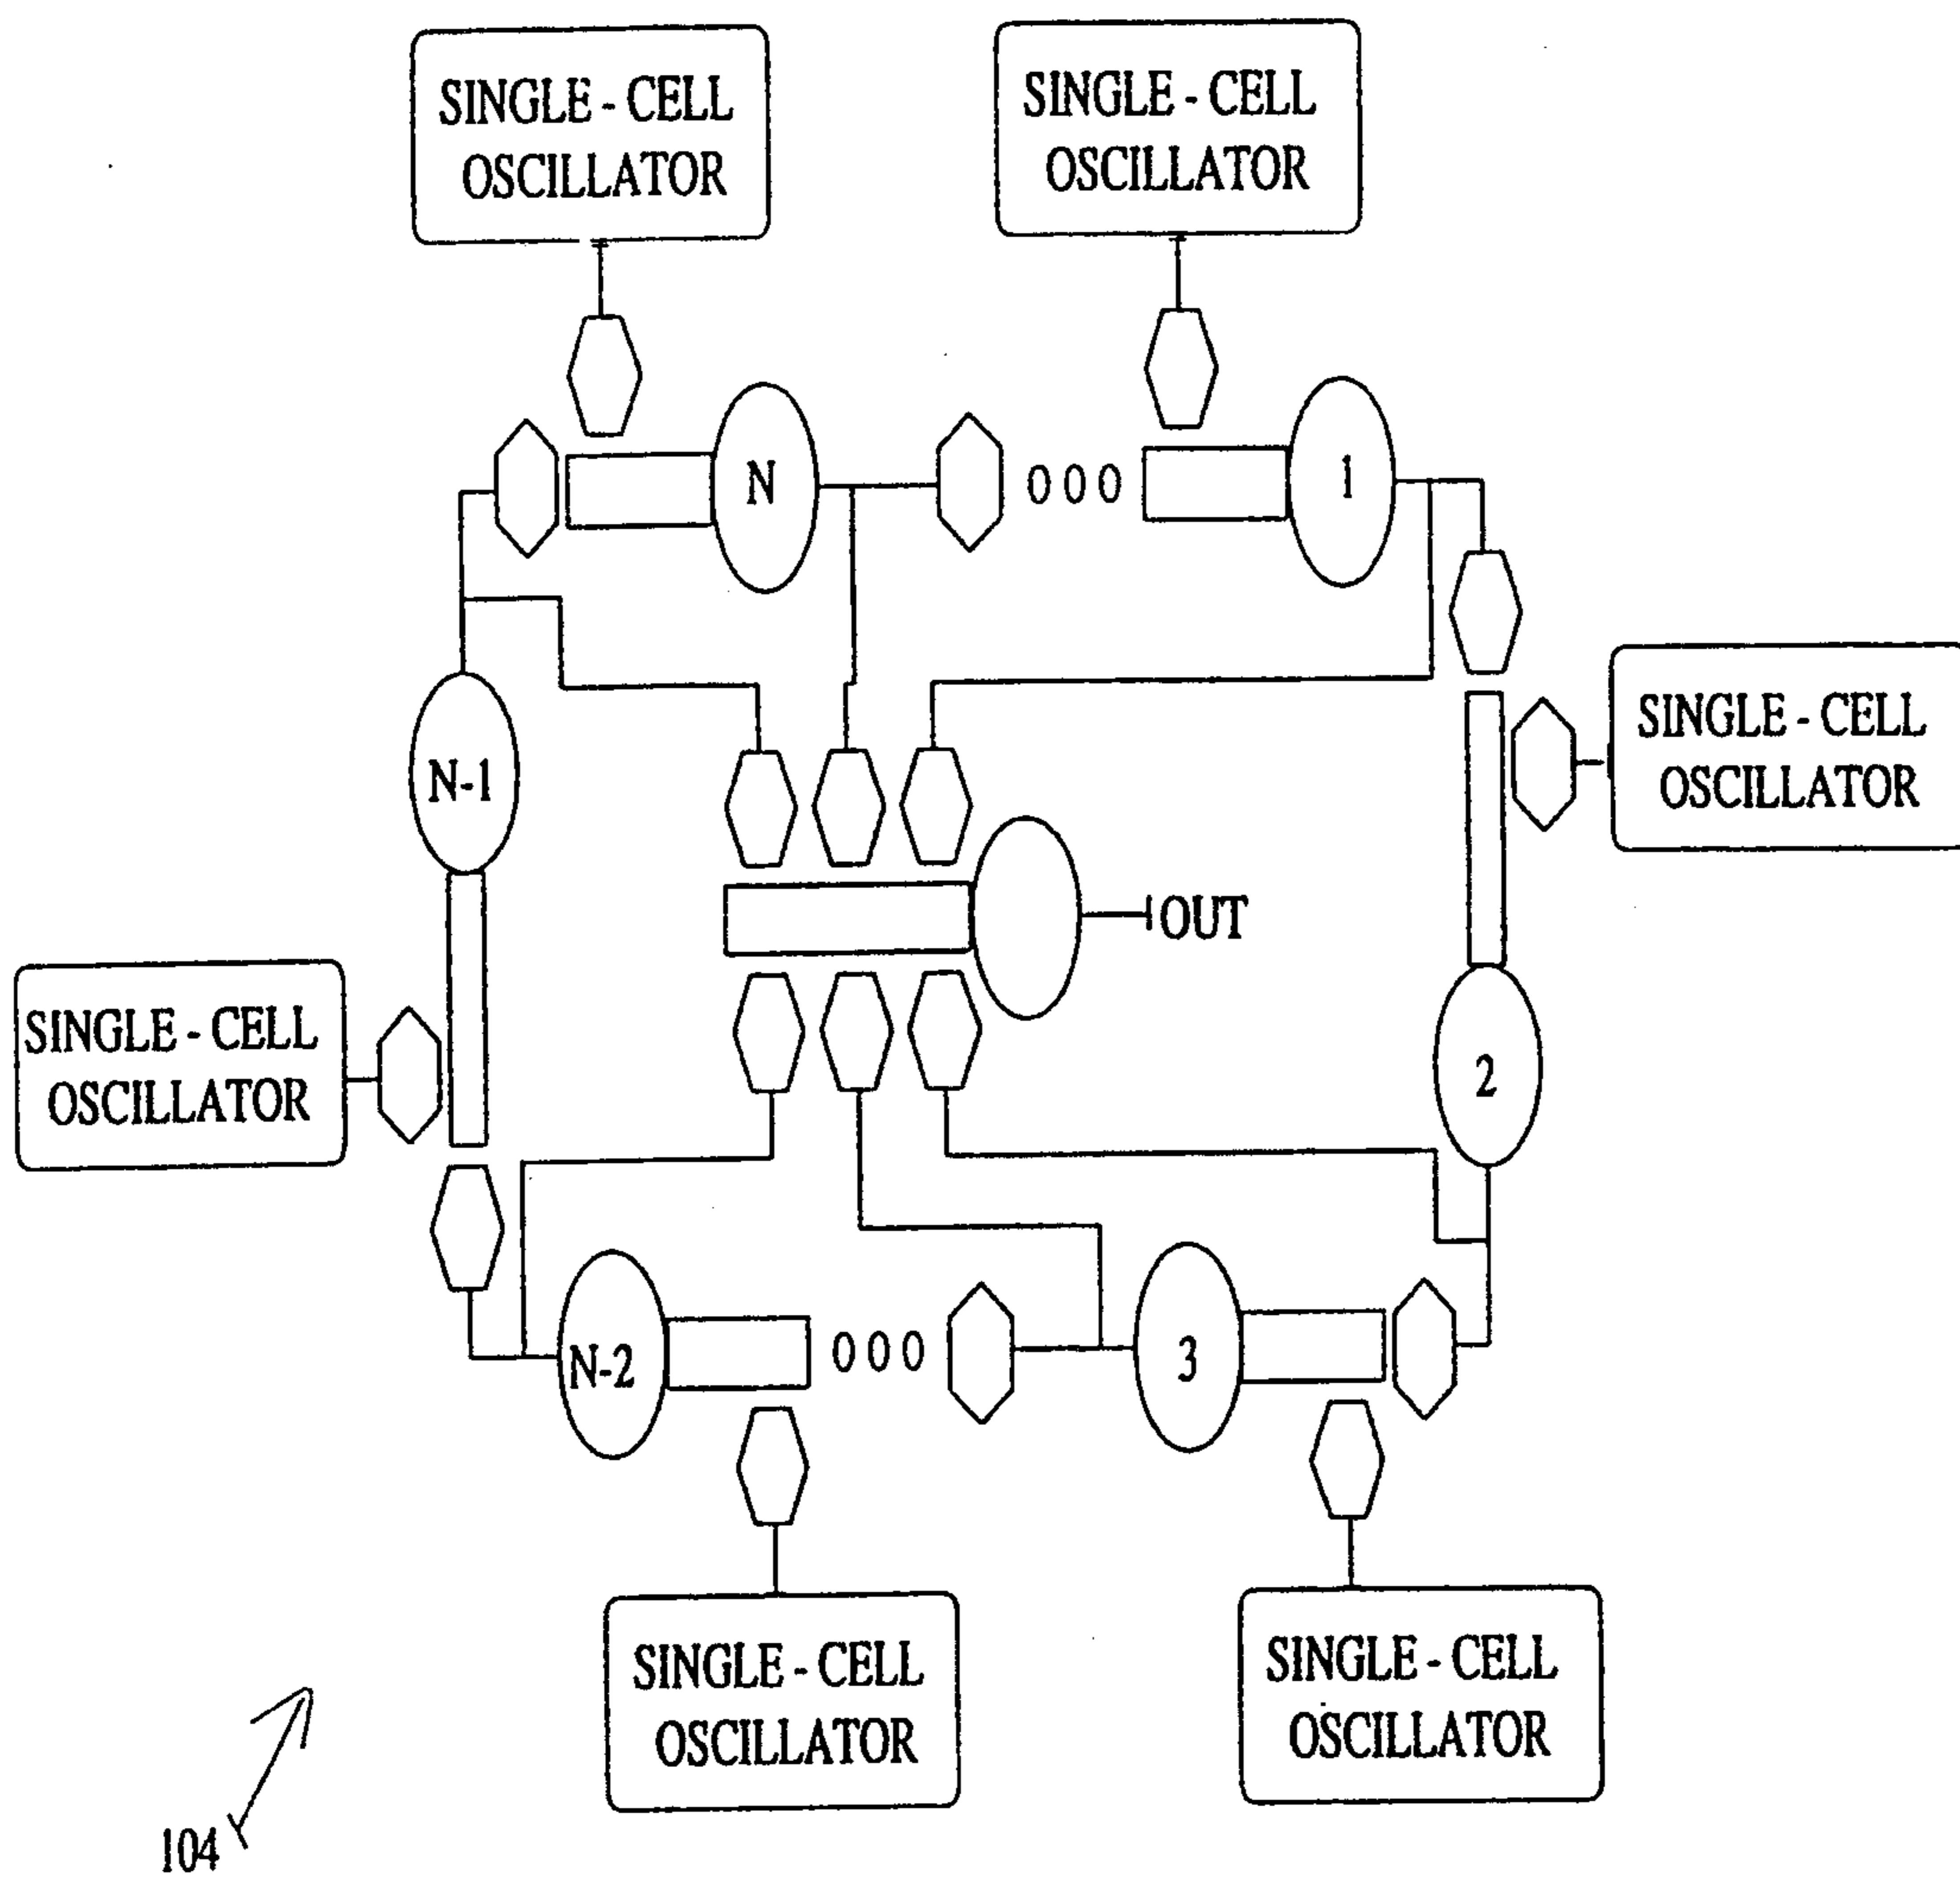 SINGLE - CELL
OSCILLATOR
SINGLE - CELL
OSCILLATOR
N
000
1
SINGLE - CELL
OSCILLATOR
N-1
OUT
SINGLE - CELL
OSCILLATOR
2
N-2
000
3
SINGLE - CELL
OSCILLATOR
SINGLE - CELL
OSCILLATOR
104